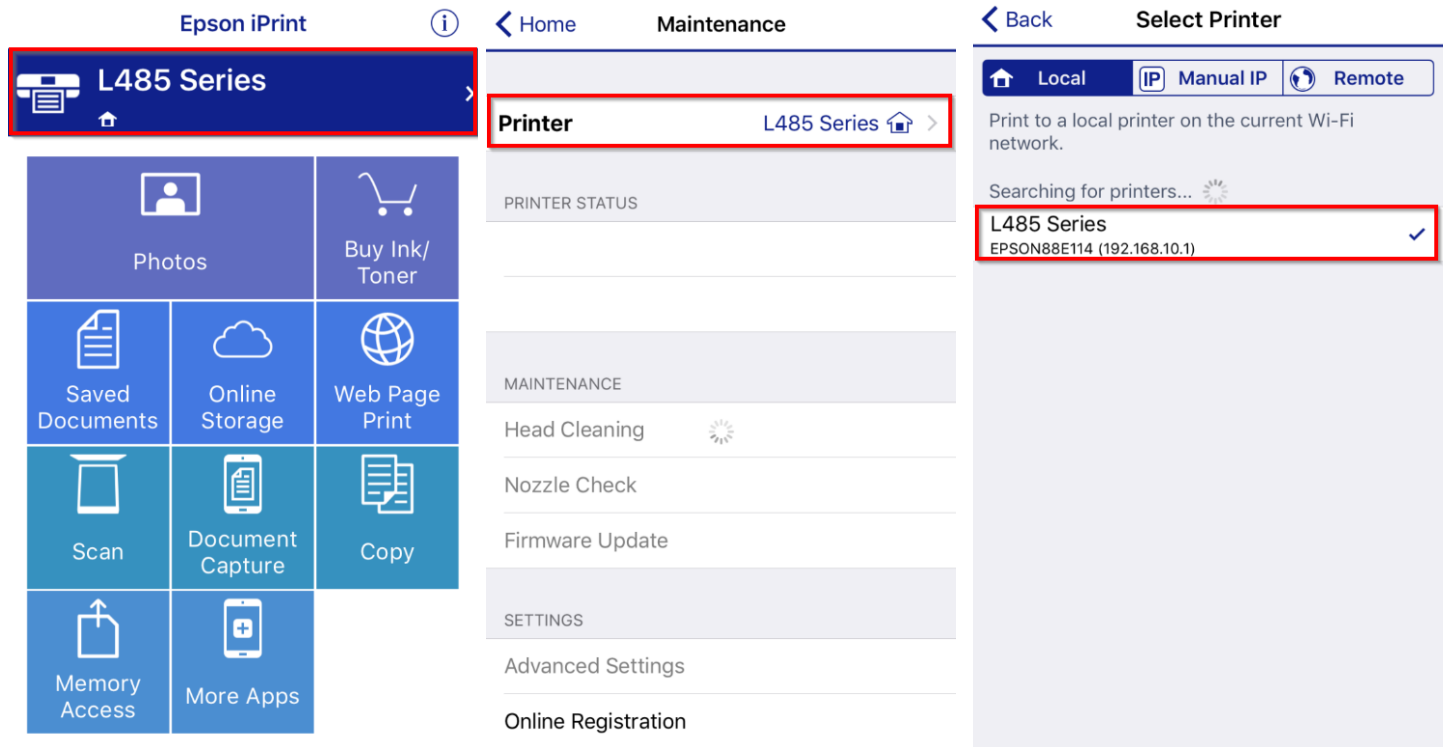 Epson iPrint
L485 Series
Photos
Buy Ink/
Toner
Saved
Documents
Online
Storage
Web Page
Print
Scan
Document
Capture
Copy
Memory
Access
More Apps
Home
Maintenance
Printer
L485 Series
PRINTER STATUS
MAINTENANCE
Head Cleaning
Nozzle Check
Firmware Update
SETTINGS
Advanced Settings
Online Registration
Back
Select Printer
Local
IP Manual IP
Remote
Print to a local printer on the current Wi-Fi
network.
Searching for printers...
L485 Series
EPSON88E114 (192.168.10.1)